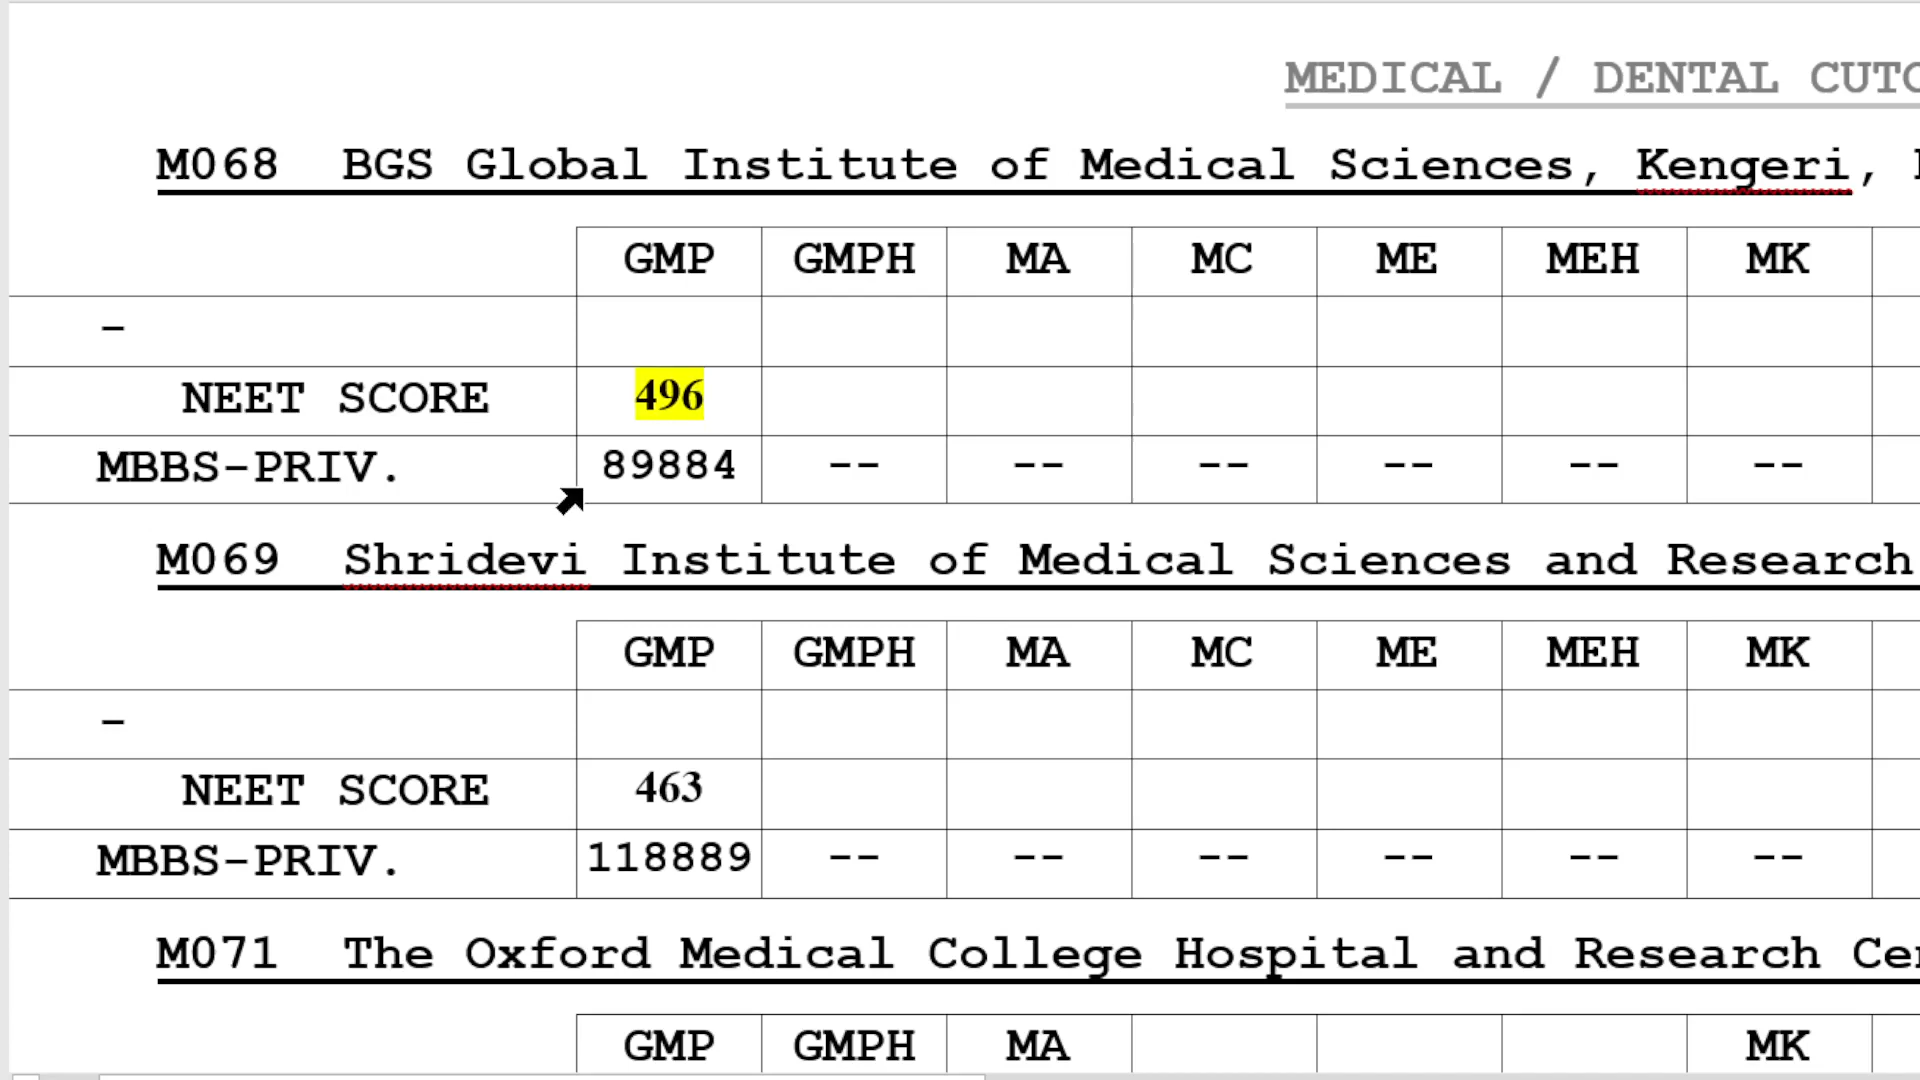 MEDICAL / DENTAL
M068 BGS Global Institute of Medical Sciences, Kengeri,
GMP GMPH MA MC ME MEH MK
-
NEET SCORE 496
MBBS-PRIV. 89884 -- -- -- -- -- --
M069 Shridevi Institute of Medical Sciences and Research
GMP GMPH MA MC ME MEH MK
-
NEET SCORE 463
MBBS-PRIV. 118889 -- -- -- -- -- --
M071 The Oxford Medical College Hospital and Research
GMP GMPH MA MK